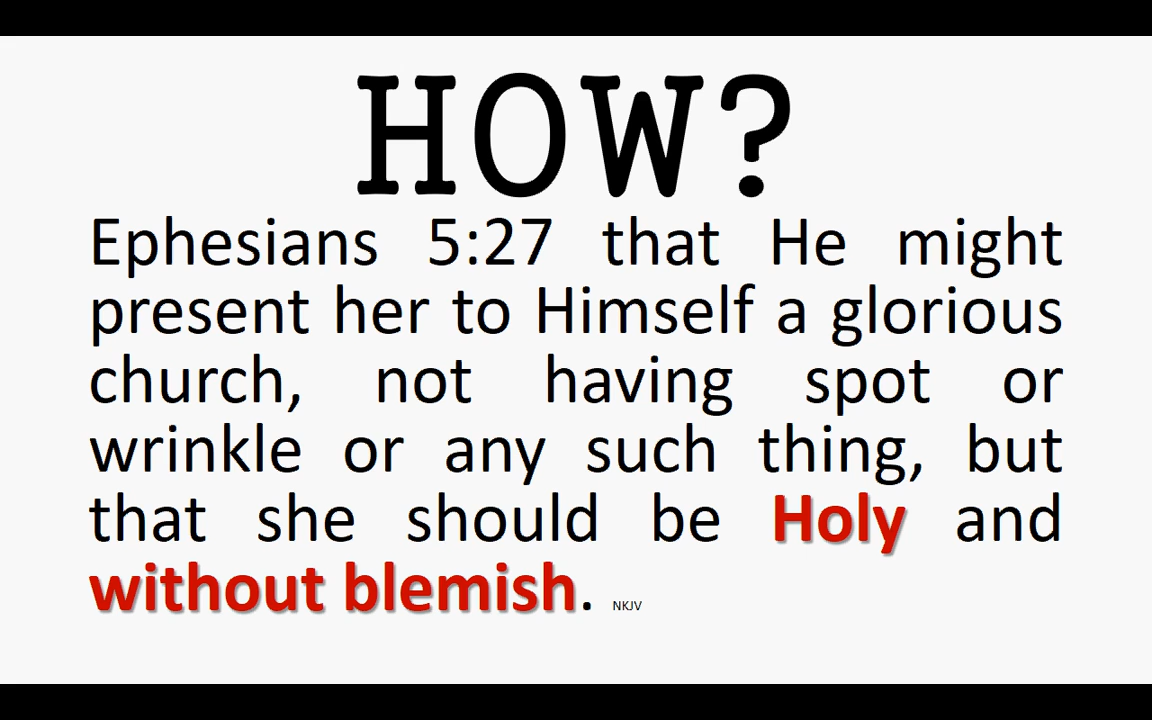 HOW?
Ephesians 5:27 that He might
present her to Himself a glorious
church, not having spot or
wrinkle or any such thing, but
that she should be Holy and
without blemish. NKJV